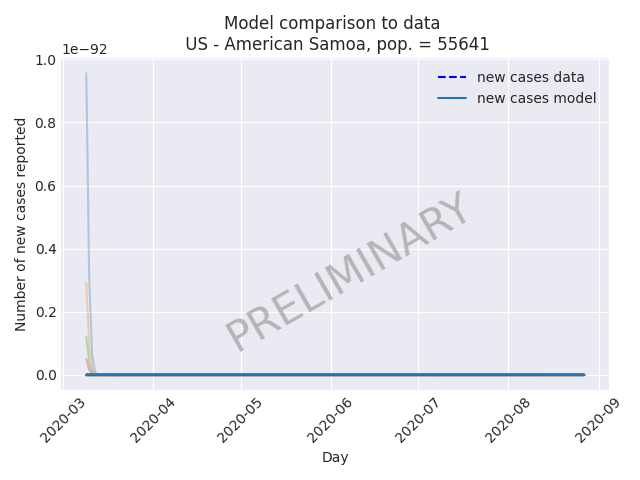 Model comparison to data
US - American Samoa, pop. = 55641
1e−92
1.0
0.8
0.6
0.4
0.2
0.0
Number of new cases reported
new cases data
new cases model
PRELIMINARY
2020-03
2020-04
2020-05
2020-06
2020-07
2020-08
2020-09
Day